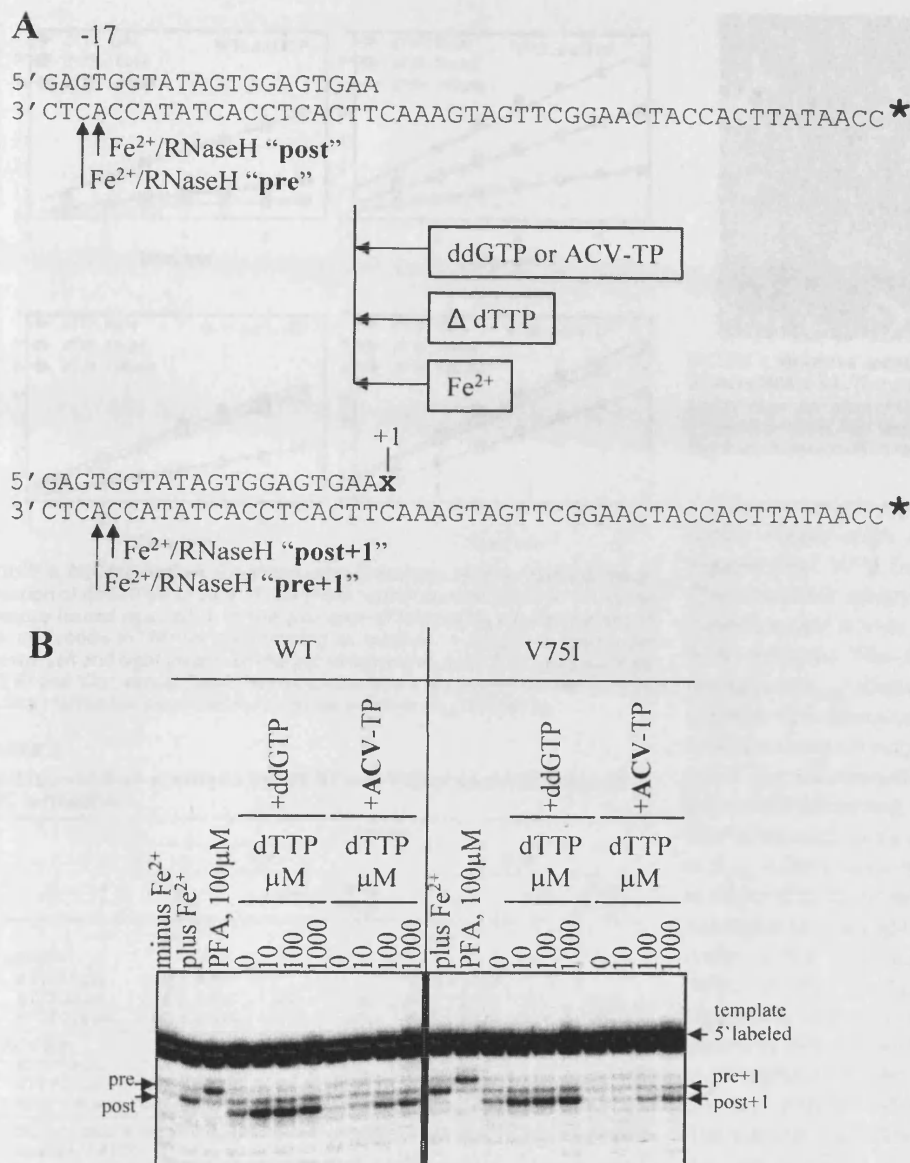 A
-17
5'GAGTGGTATAGTGGAGTGAA
3'CTCACCATATCACCTCACTTCAAAGTAGTTCGGAACTACCACTTATAACC*
Fe2+/RNaseH “post”
Fe2+/RNaseH “pre”
ddGTP or ACV-TP
Δ dTTP
Fe2+
+1
5'GAGTGGTATAGTGGAGTGAAx
3'CTCACCATATCACCTCACTTCAAAGTAGTTCGGAACTACCACTTATAACC*
Fe2+/RNaseH “post+1”
Fe2+/RNaseH “pre+1”
B
WT V75I
minus Fe2+ plus Fe2+ PFA, 100µM +ddGTP +ACV-TP plus Fe2+ PFA, 100µM +ddGTP +ACV-TP
dTTP µM dTTP µM dTTP µM dTTP µM
0 10 100 1000 0 10 100 1000 0 10 100 1000 0 10 100 1000
template
5`labeled
pre pre+1
post post+1